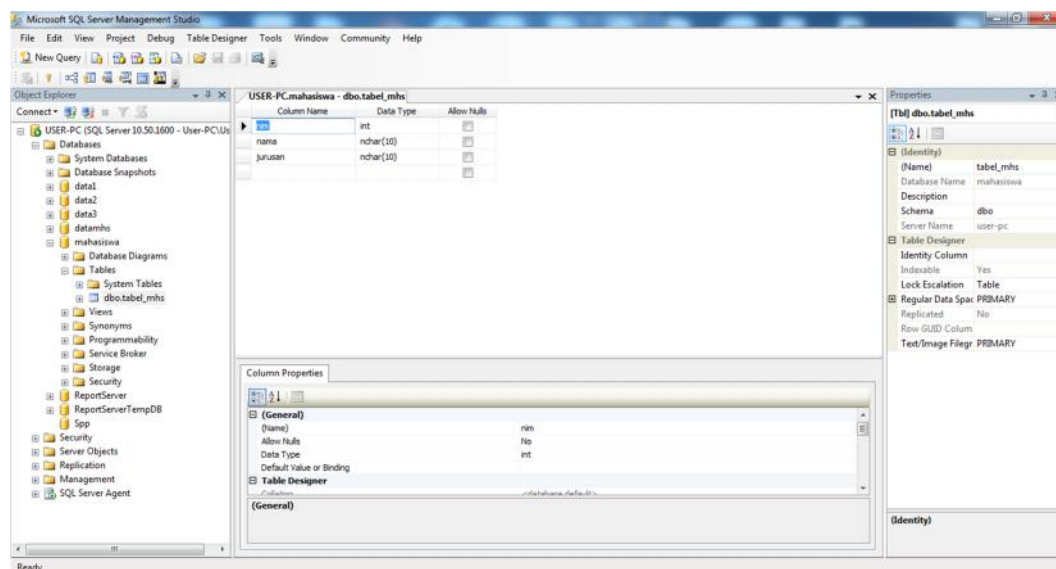 Microsoft SQL Server Management Studio
File Edit View Project Debug Table Designer Tools Window Community Help
New Query
Object Explorer
Connect
USER-PC (SQL Server 10.50.1600 - User-PC\Us
Databases
System Databases
Database Snapshots
data1
data2
data3
datamhs
mahasiswa
Database Diagrams
Tables
System Tables
dbo.tabel_mhs
Views
Synonyms
Programmability
Service Broker
Storage
Security
ReportServer
ReportServerTempDB
Spp
Security
Server Objects
Replication
Management
SQL Server Agent
USER-PC.mahasiswa - dbo.tabel_mhs
Column Name Data Type Allow Nulls
nim int
nama nchar(10)
jurusan nchar(10)
Column Properties
(General)
(Name) nim
Allow Nulls No
Data Type int
Default Value or Binding
Table Designer
Collation <database default>
(General)
Properties
[Tbl] dbo.tabel_mhs
(Identity)
(Name) tabel_mhs
Database Name mahasiswa
Description
Schema dbo
Server Name user-pc
Table Designer
Identity Column
Indexable Yes
Lock Escalation Table
Regular Data Spac PRIMARY
Replicated No
Row GUID Colum
Text/Image Filegr PRIMARY
(Identity)
Ready